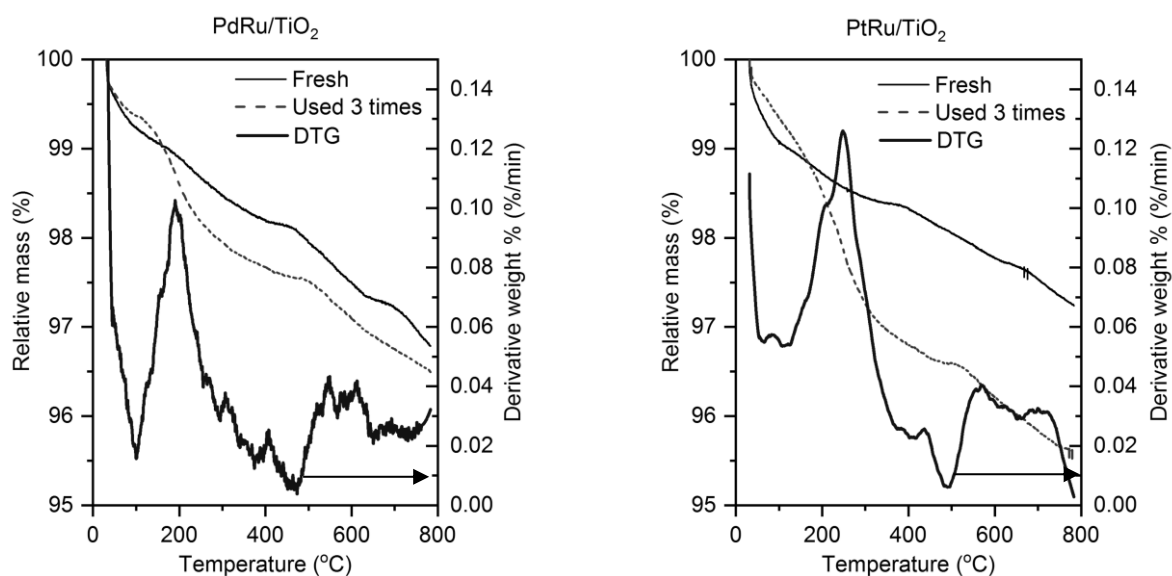 PdRu/TiO₂
Fresh
Used 3 times
DTG
100
99
98
97
96
95
0.14
0.12
0.10
0.08
0.06
0.04
0.02
0.00
0 200 400 600 800
Relative mass (%)
Derivative weight % (%/min)
Temperature (°C)
PtRu/TiO₂
Fresh
Used 3 times
DTG
100
99
98
97
96
95
0.14
0.12
0.10
0.08
0.06
0.04
0.02
0.00
0 200 400 600 800
Relative mass (%)
Derivative weight % (%/min)
Temperature (°C)